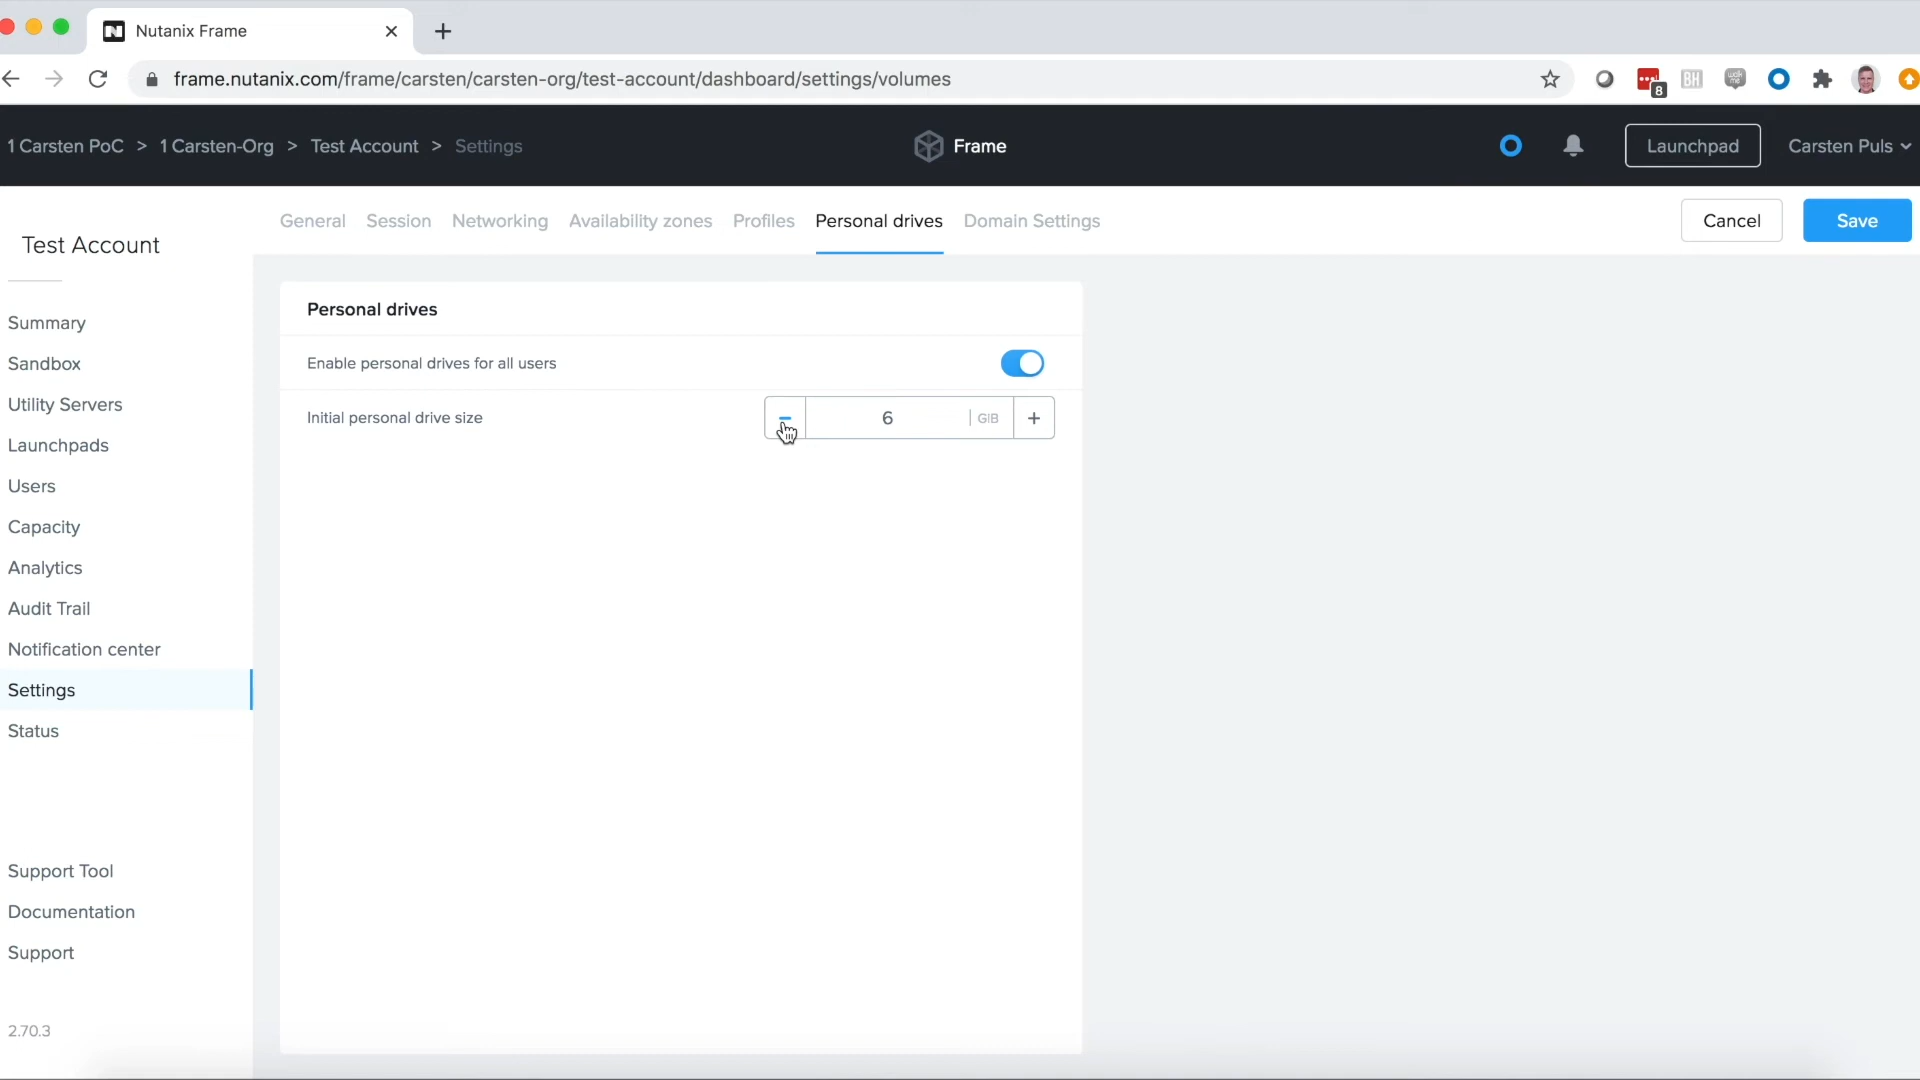 Nutanix Frame
frame.nutanix.com/frame/carsten/carsten-org/test-account/dashboard/settings/volumes
8
BH
walk me
1 Carsten PoC > 1 Carsten-Org > Test Account > Settings
Frame
Launchpad
Carsten Puls
Test Account
General Session Networking Availability zones Profiles Personal drives Domain Settings
Cancel
Save
Summary
Sandbox
Utility Servers
Launchpads
Users
Capacity
Analytics
Audit Trail
Notification center
Settings
Status
Support Tool
Documentation
Support
2.70.3
Personal drives
Enable personal drives for all users
Initial personal drive size
6 | GIB